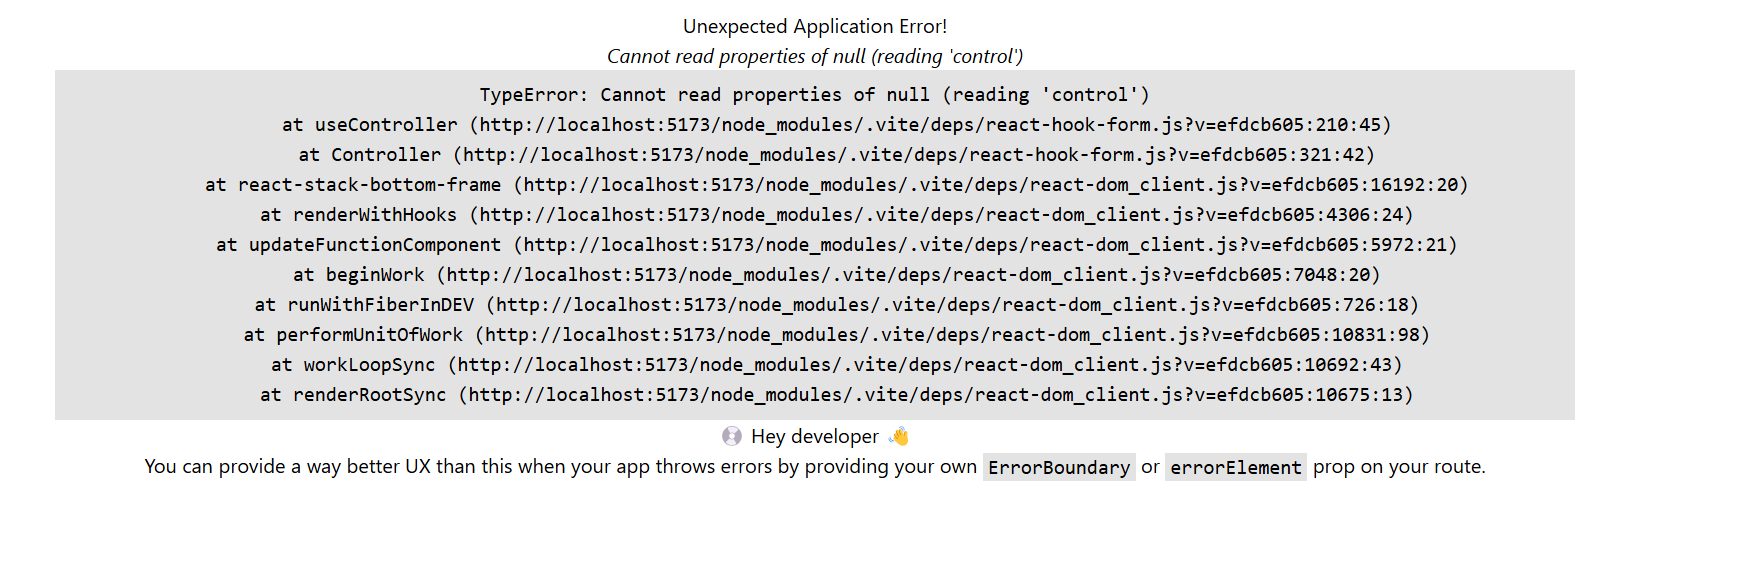 Unexpected Application Error!
Cannot read properties of null (reading 'control')
TypeError: Cannot read properties of null (reading 'control')
at useController (http://localhost:5173/node_modules/.vite/deps/react-hook-form.js?v=efdcb605:210:45)
at Controller (http://localhost:5173/node_modules/.vite/deps/react-hook-form.js?v=efdcb605:321:42)
at react-stack-bottom-frame (http://localhost:5173/node_modules/.vite/deps/react-dom_client.js?v=efdcb605:16192:20)
at renderWithHooks (http://localhost:5173/node_modules/.vite/deps/react-dom_client.js?v=efdcb605:4306:24)
at updateFunctionComponent (http://localhost:5173/node_modules/.vite/deps/react-dom_client.js?v=efdcb605:5972:21)
at beginWork (http://localhost:5173/node_modules/.vite/deps/react-dom_client.js?v=efdcb605:7048:20)
at runWithFiberInDEV (http://localhost:5173/node_modules/.vite/deps/react-dom_client.js?v=efdcb605:726:18)
at performUnitOfWork (http://localhost:5173/node_modules/.vite/deps/react-dom_client.js?v=efdcb605:10831:98)
at workLoopSync (http://localhost:5173/node_modules/.vite/deps/react-dom_client.js?v=efdcb605:10692:43)
at renderRootSync (http://localhost:5173/node_modules/.vite/deps/react-dom_client.js?v=efdcb605:10675:13)
💿 Hey developer 👋
You can provide a way better UX than this when your app throws errors by providing your own ErrorBoundary or errorElement prop on your route.